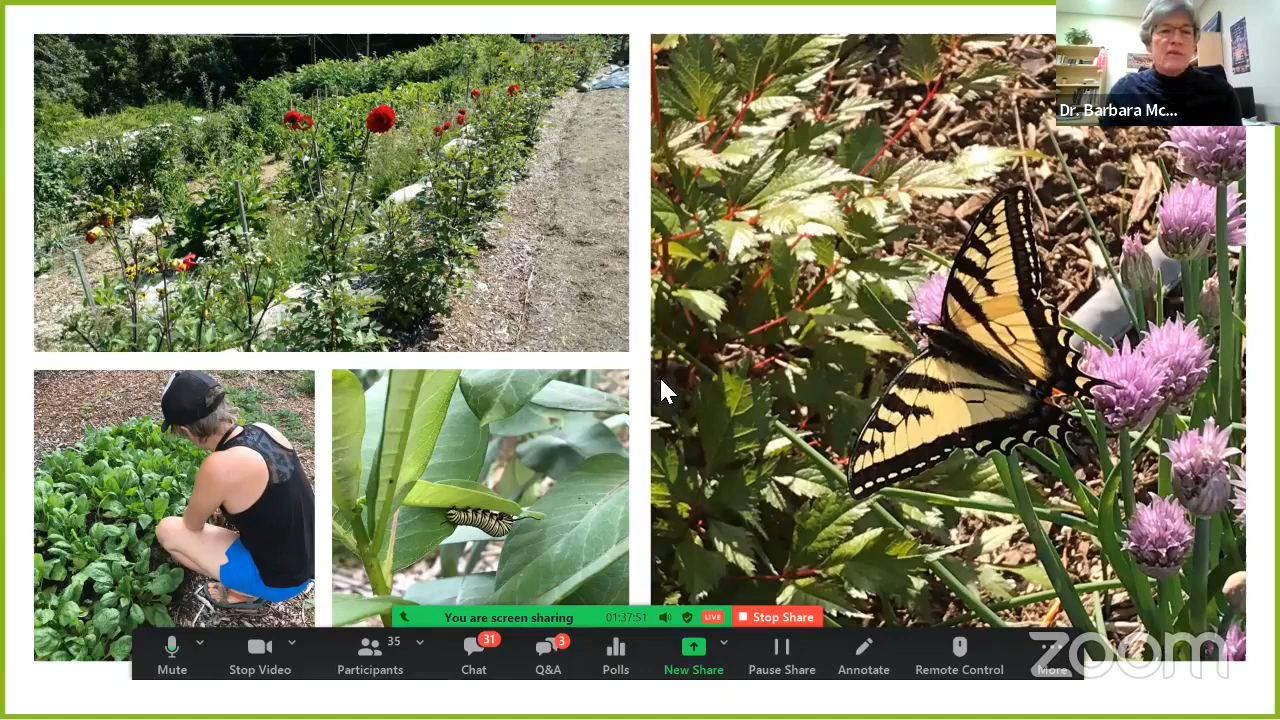 Dr. Barbara Mc...
You are screen sharing
01:37:51
LIVE
Stop Share
Mute
Stop Video
35
Participants
31
Chat
3
Q&A
Polls
New Share
Pause Share
Annotate
Remote Control
More
zoom